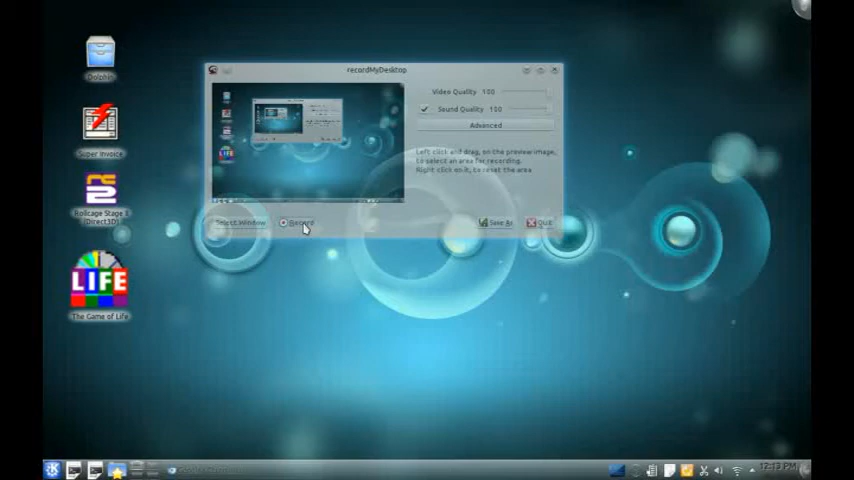 recordMyDesktop
Dolphin
Video Quality 100
Sound Quality 100
Advanced
Super Invoice
Left click and drag, on the preview image,
to select an area for recording.
Right click on it, to reset the area
Rollcage Stage II
(Direct3D)
Select Window
Record
Save As
Quit
LIFE
The Game of Life
12:13 PM